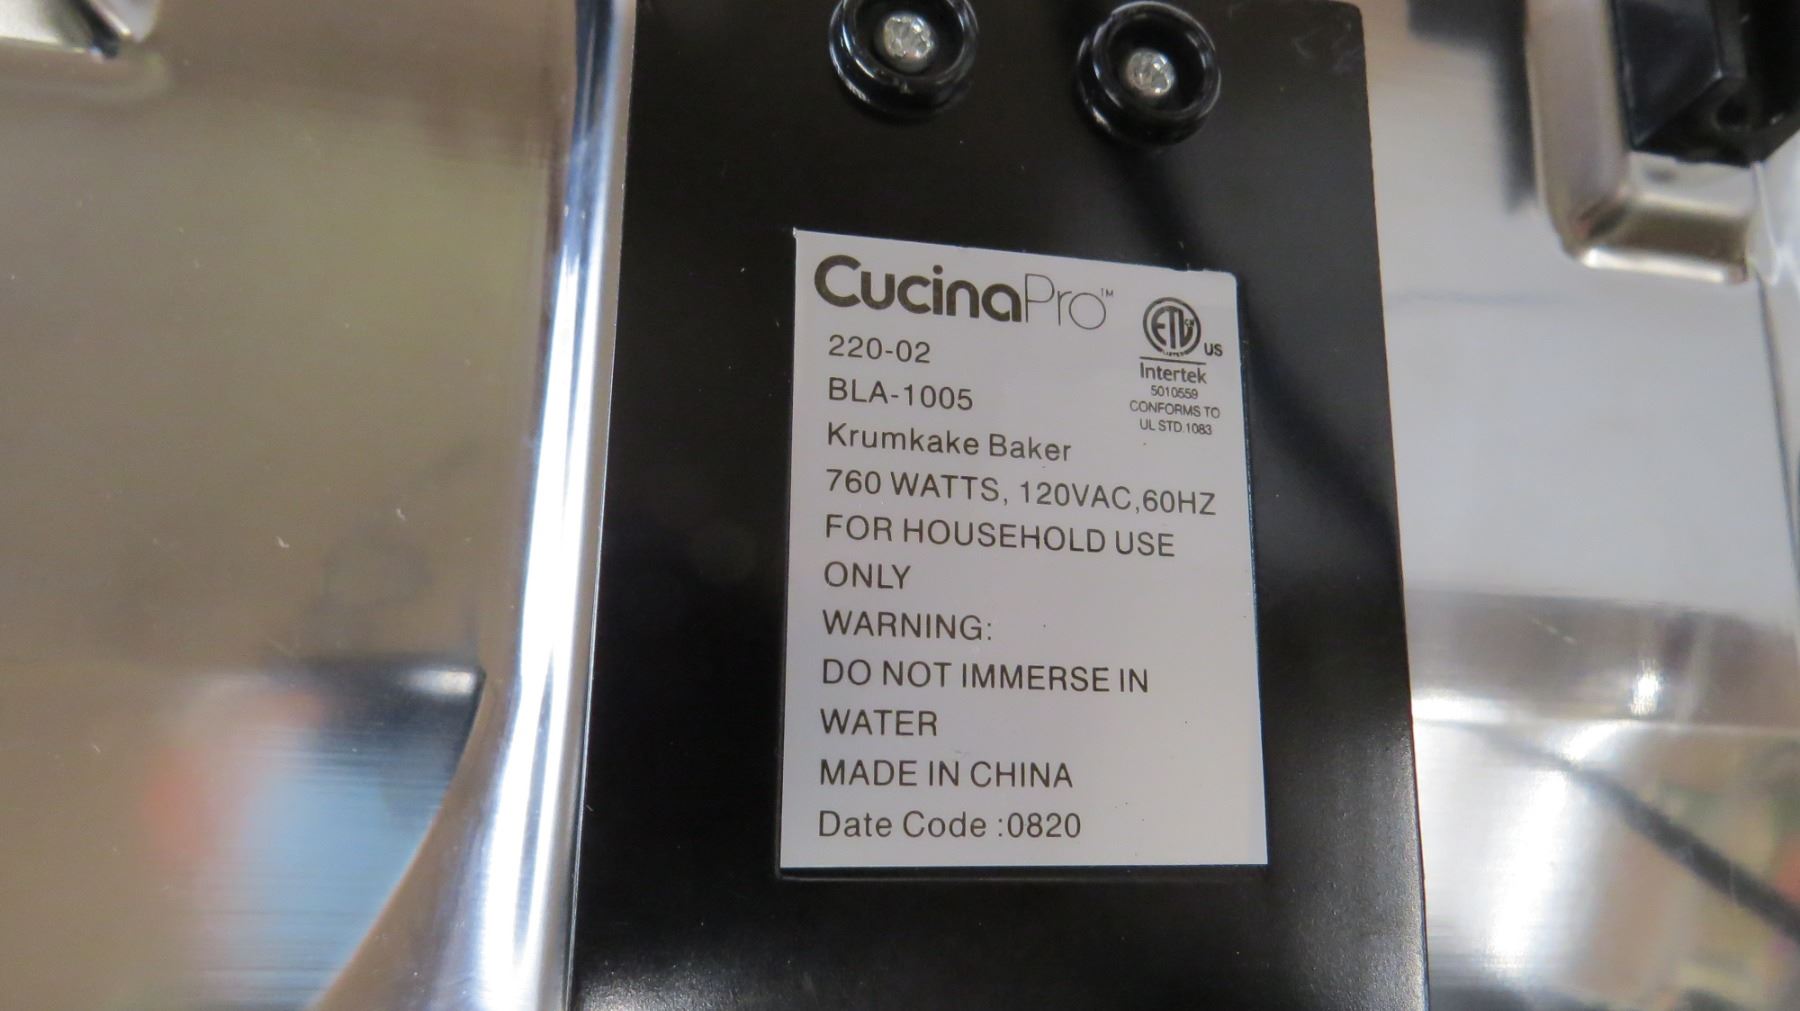 CucinaPro™
220-02
BLA-1005
Krumkake Baker
760 WATTS, 120VAC,60HZ
FOR HOUSEHOLD USE
ONLY
WARNING:
DO NOT IMMERSE IN
WATER
MADE IN CHINA
Date Code :0820
ETL
US
Intertek
5010559
CONFORMS TO
UL STD.1083